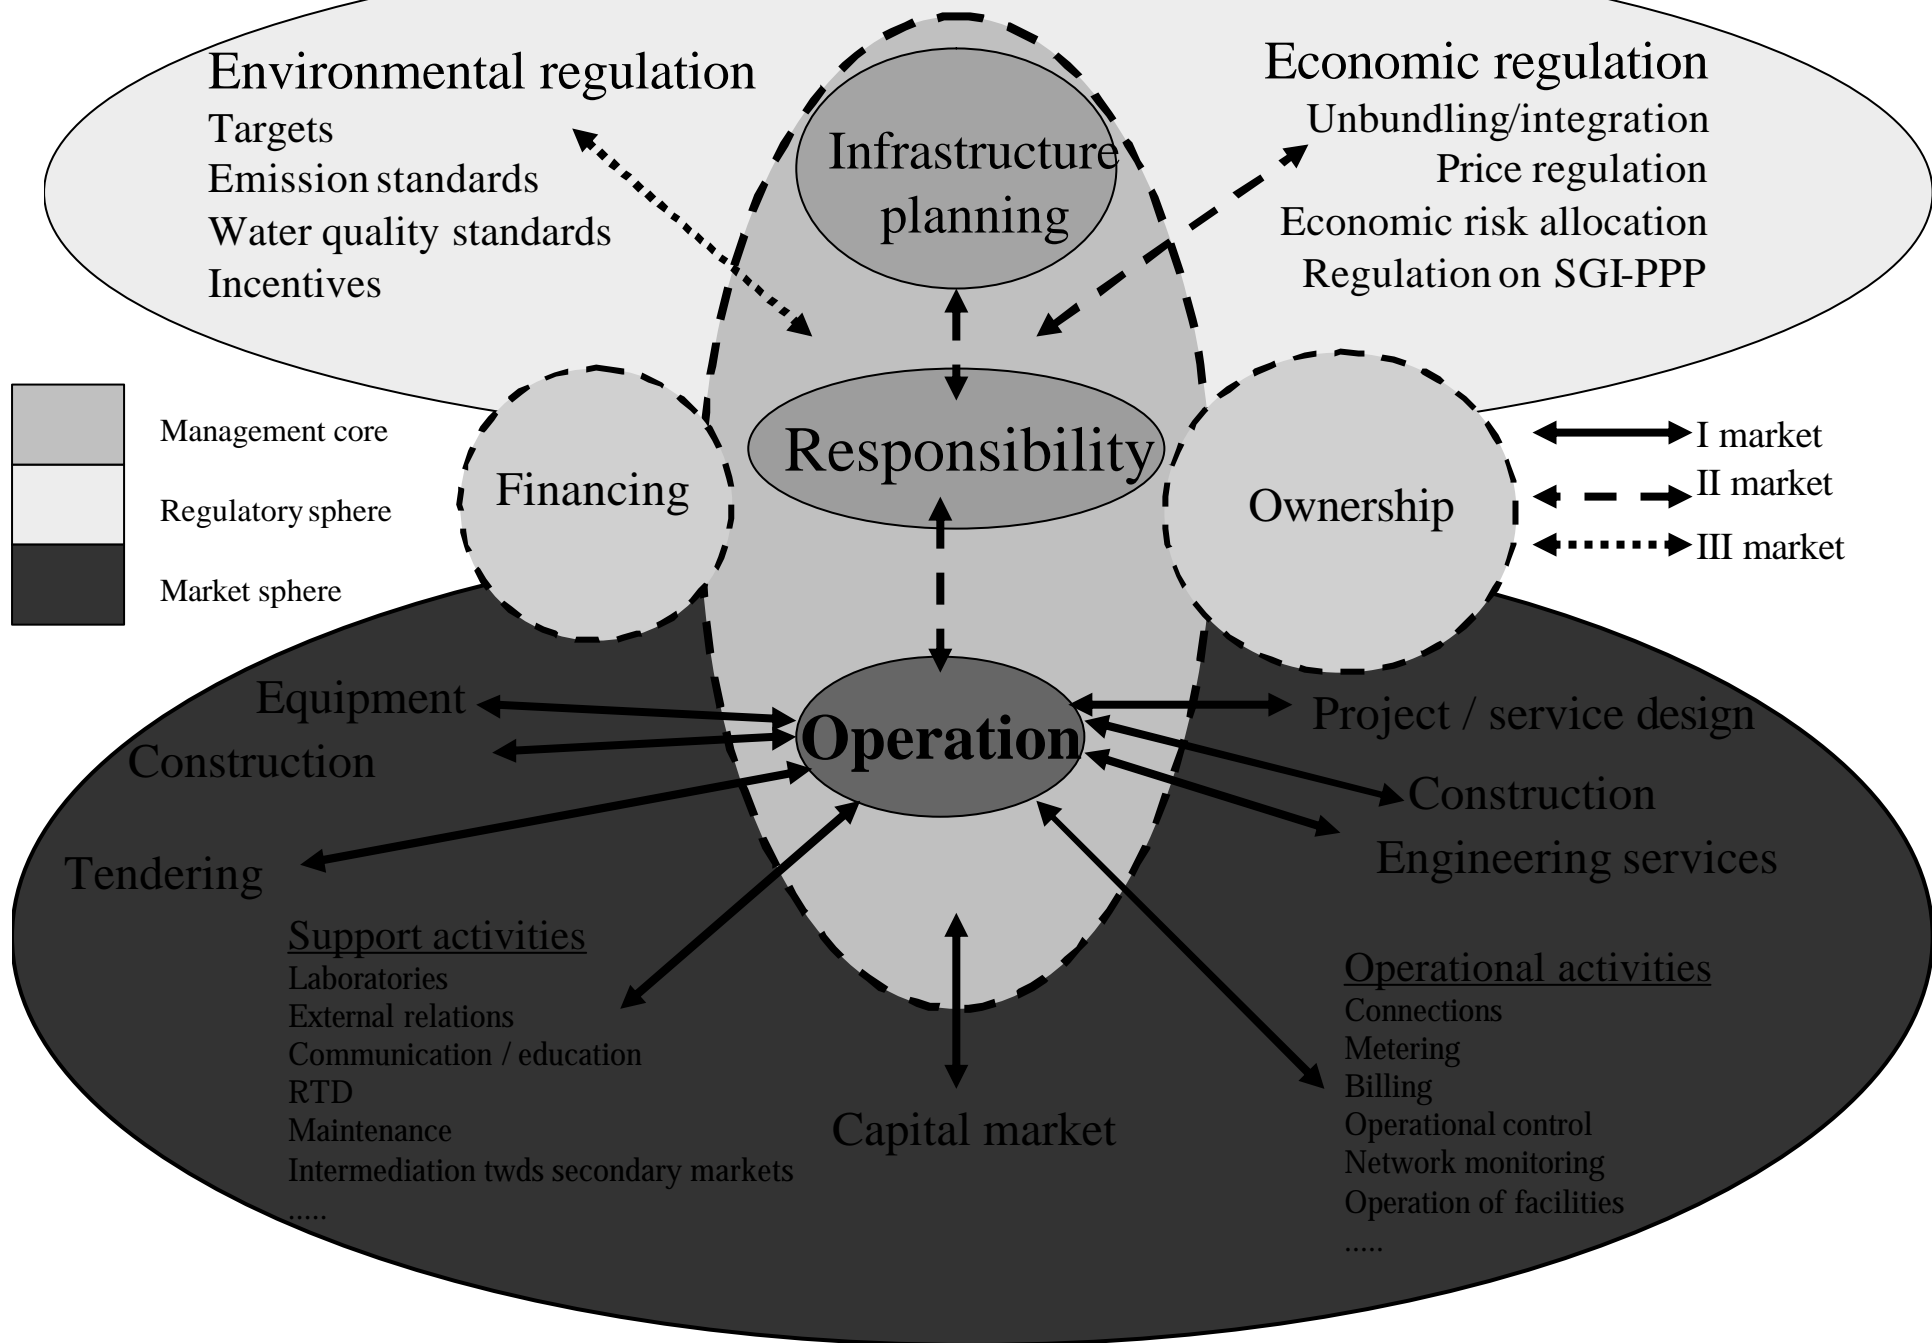 Environmental regulation
Targets
Emission standards
Water quality standards
Incentives
Economic regulation
Unbundling/integration
Price regulation
Economic risk allocation
Regulation on SGI-PPP
Infrastructure
planning
Responsibility
Financing
Ownership
Management core
Regulatory sphere
Market sphere
I market
II market
III market
Operation
Equipment
Construction
Tendering
Project / service design
Construction
Engineering services
Support activities
Laboratories
External relations
Communication / education
RTD
Maintenance
Intermediation twds secondary markets
.....
Capital market
Operational activities
Connections
Metering
Billing
Operational control
Network monitoring
Operation of facilities
.....